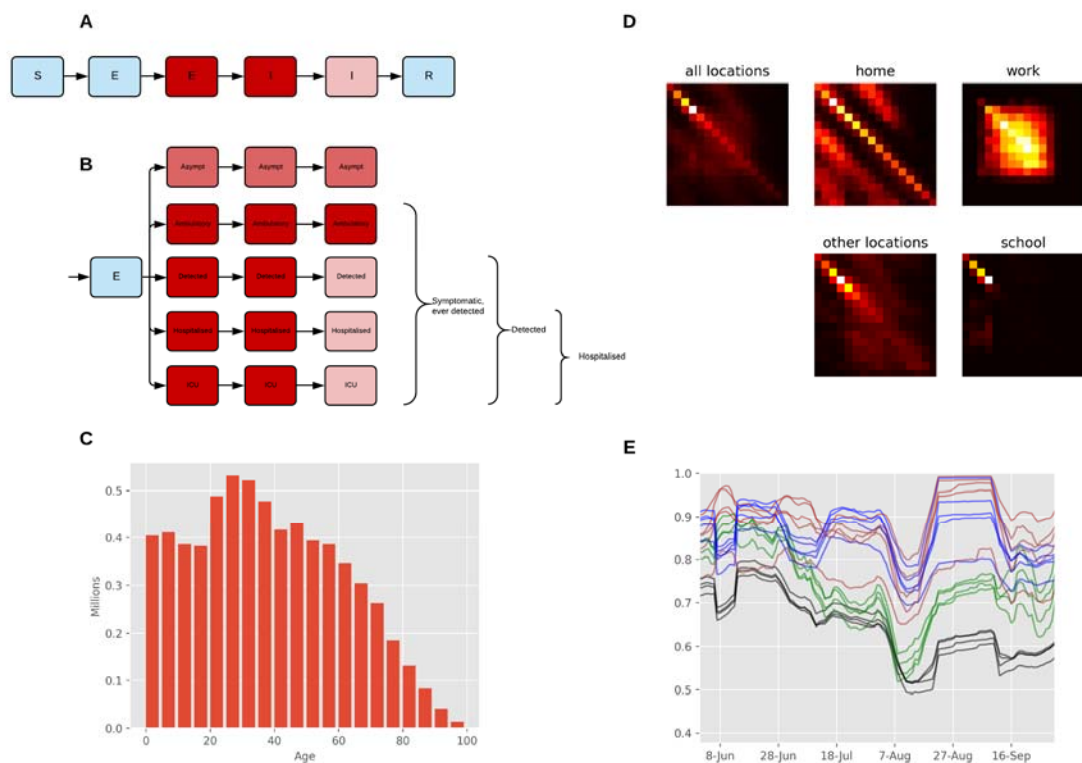 A
S
E
E
I
I
R
B
E
Asympt
Asympt
Asympt
Ambulatory
Ambulatory
Ambulatory
Detected
Detected
Detected
Hospitalised
Hospitalised
Hospitalised
ICU
ICU
ICU
Symptomatic,
ever detected
Detected
Hospitalised
C
Millions
0.5
0.4
0.3
0.2
0.1
0.0
0
20
40
60
80
100
Age
D
all locations
home
work
other locations
school
E
1.0
0.9
0.8
0.7
0.6
0.5
0.4
8-Jun
28-Jun
18-Jul
7-Aug
27-Aug
16-Sep